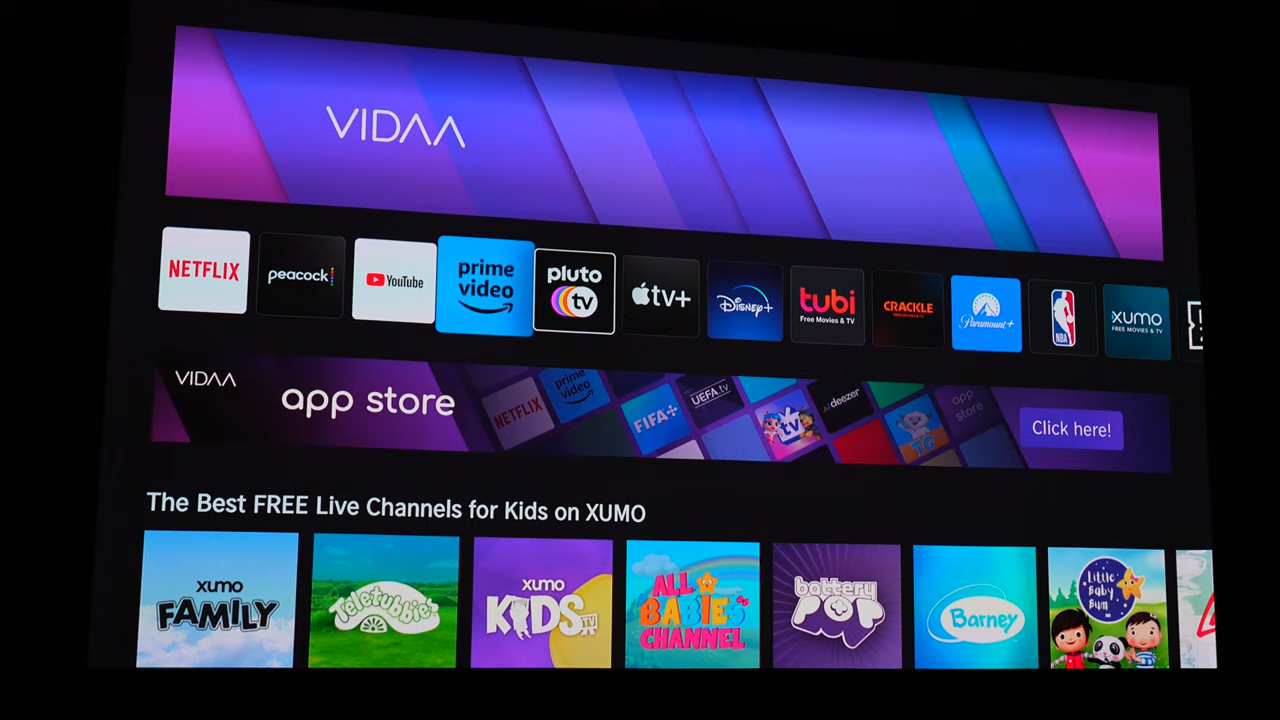 VIDAA
NETFLIX
peacock
YouTube
prime video
pluto tv
tv+
Disney+
tubi
Free Movies & TV
CRACKLE
Paramount+
NBA
XUMO
FREE MOVIES & TV
VIDAA
app store
NETFLIX
prime video
FIFA+
UEFA.tv
tv
deezer
TG
app store
Click here!
The Best FREE Live Channels for Kids on XUMO
xumo
FAMILY
Teletubbies
xumo
KIDS TV
ALL
BABIES
CHANNEL
battery
POP
Barney
Little
Baby
Bum